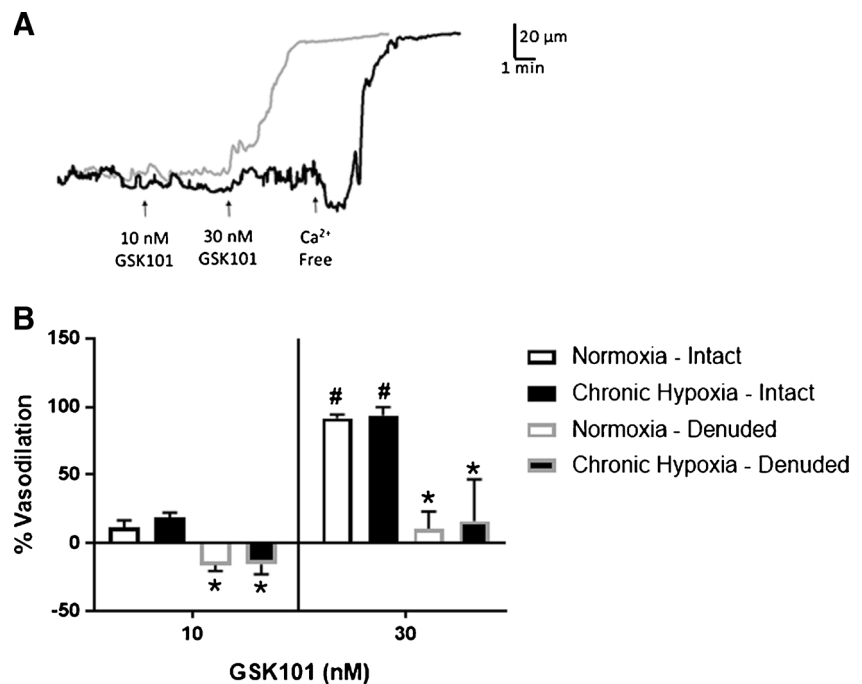 A
20 µm
1 min
10 nM
GSK101
30 nM
GSK101
Ca²⁺
Free
B
150
100
50
0
-50
% Vasodilation
# #
* *
* *
10 30
GSK101 (nM)
Normoxia - Intact
Chronic Hypoxia - Intact
Normoxia - Denuded
Chronic Hypoxia - Denuded